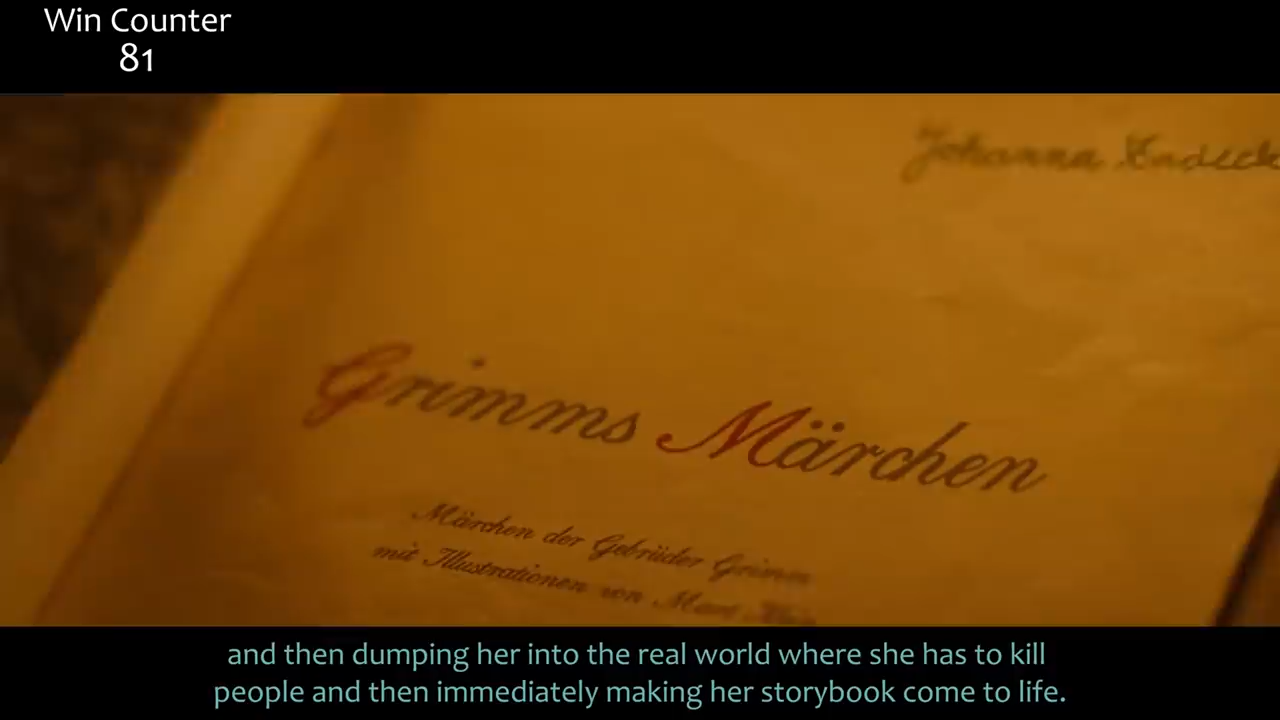 Win Counter
81
Johanna
Grimms Märchen
Märchen der Gebrüder Grimm
mit Illustrationen von
and then dumping her into the real world where she has to kill
people and then immediately making her storybook come to life.